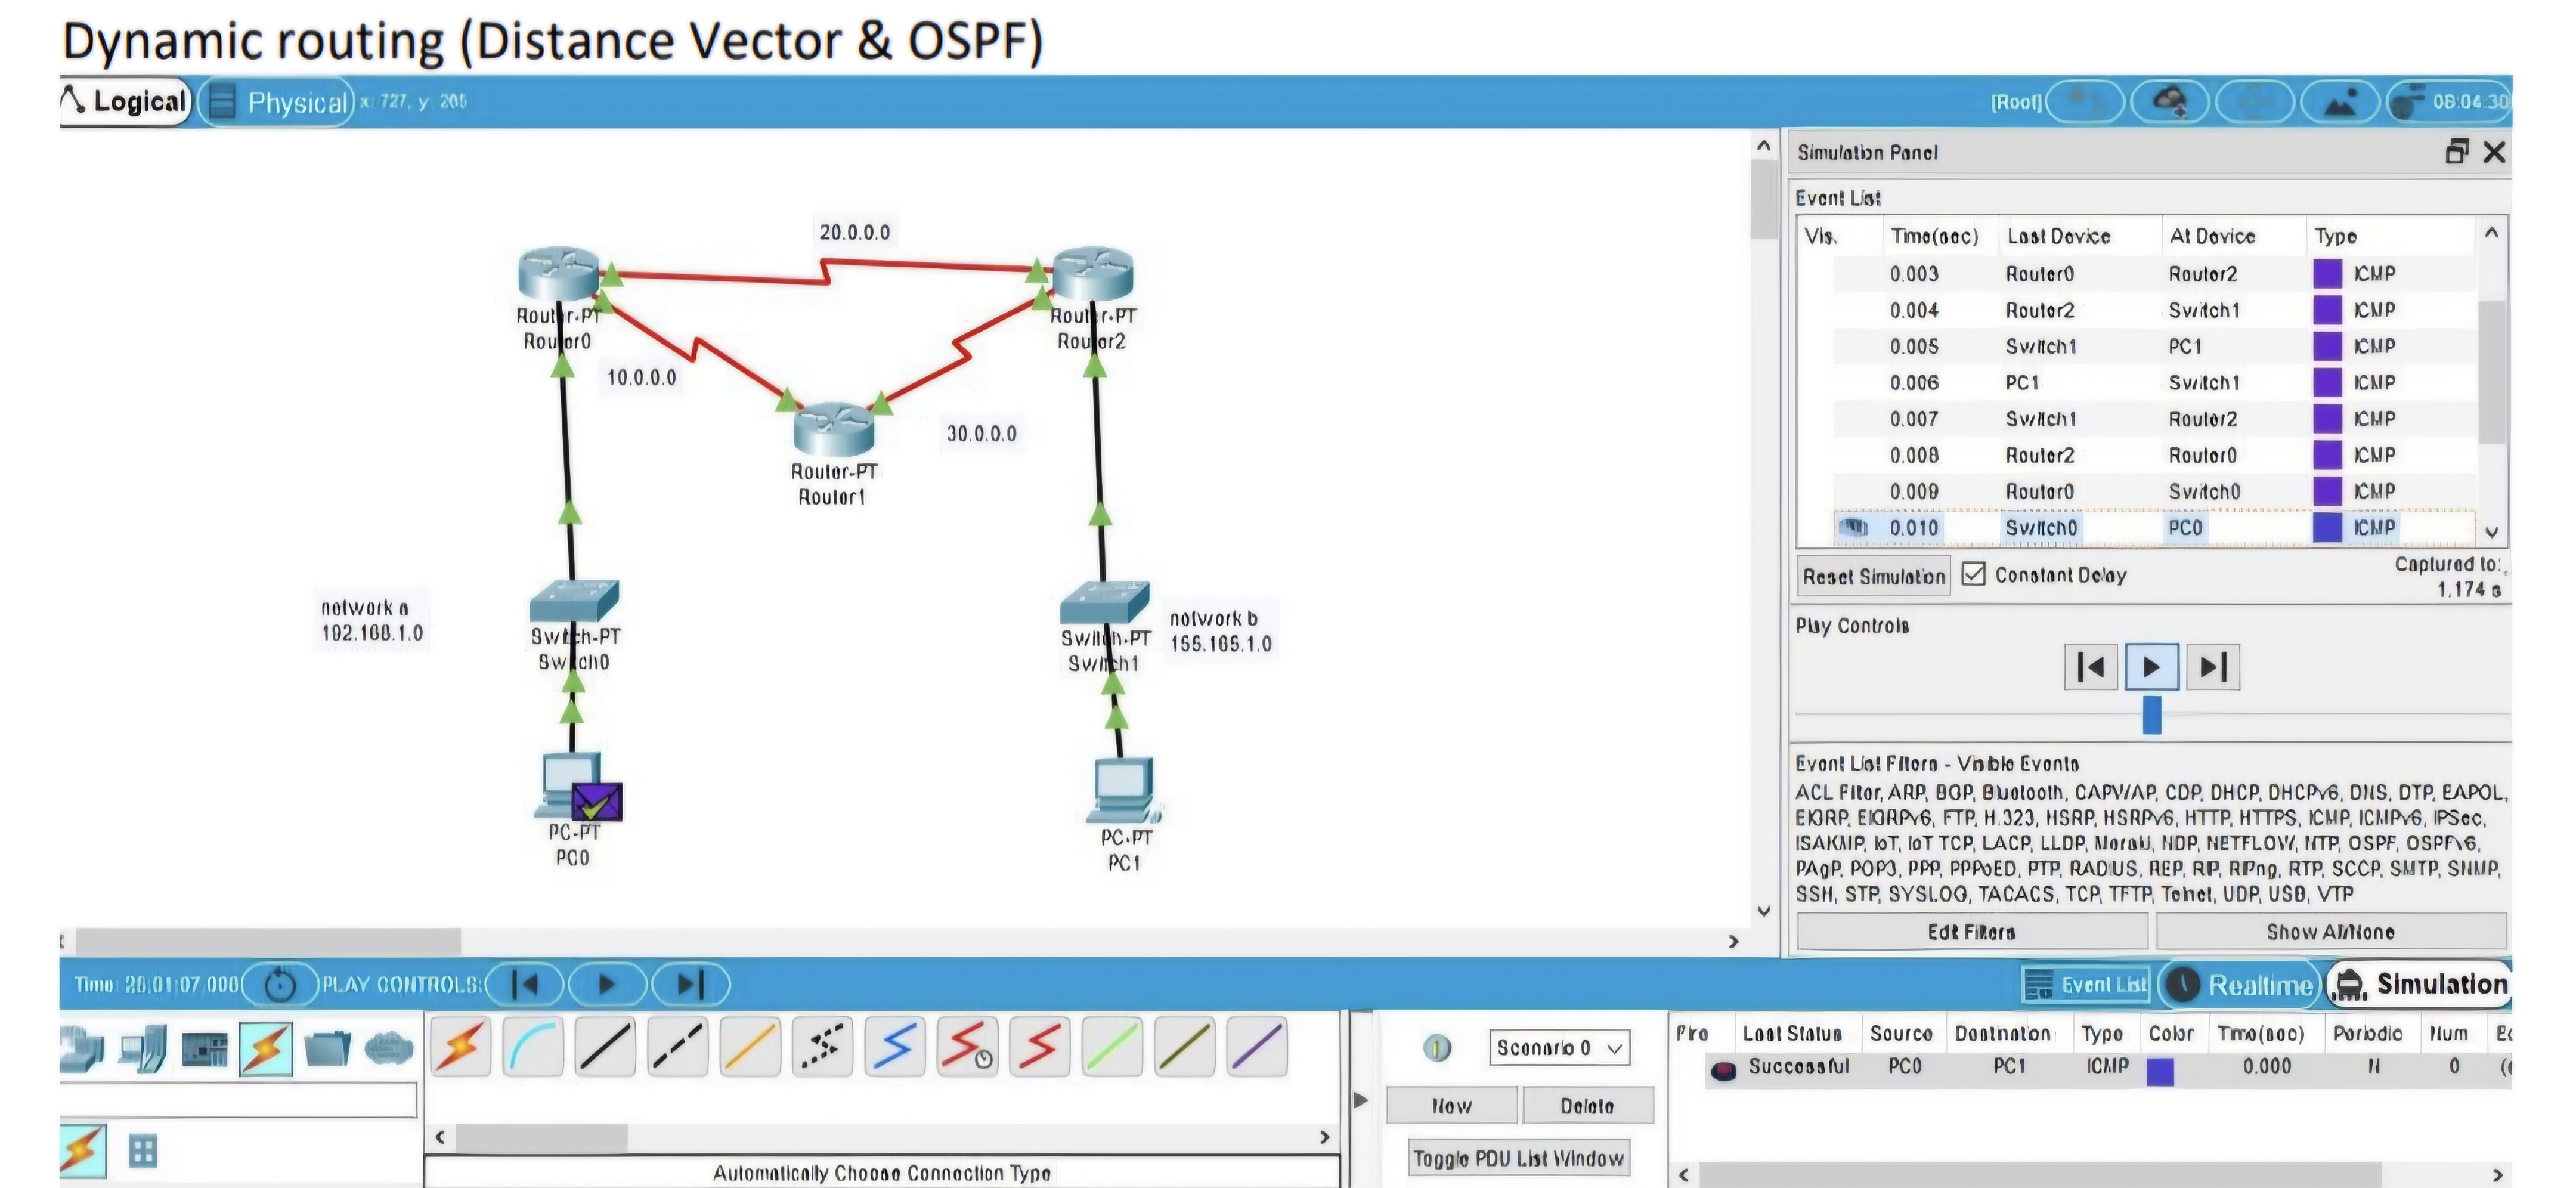 Dynamic routing (Distance Vector & OSPF)
Logical Physical x: 727, y: 205 [Root] 08:04:30
20.0.0.0
Router-PT
Router0
Router-PT
Router2
10.0.0.0
30.0.0.0
Router-PT
Router1
network a
192.168.1.0
Switch-PT
Switch0
Switch-PT
Switch1
network b
155.165.1.0
PC-PT
PC0
PC-PT
PC1
Simulation Panel
Event List
Vis. Time(sec) Last Device At Device Type
0.003 Router0 Router2 ICMP
0.004 Router2 Switch1 ICMP
0.005 Switch1 PC1 ICMP
0.006 PC1 Switch1 ICMP
0.007 Switch1 Router2 ICMP
0.008 Router2 Router0 ICMP
0.009 Router0 Switch0 ICMP
0.010 Switch0 PC0 ICMP
Reset Simulation Constant Delay Captured to:
1.174 s
Play Controls
Event List Filters - Visible Events
ACL Filter, ARP, BGP, Bluetooth, CAPWAP, CDP, DHCP, DHCPv6, DNS, DTP, EAPOL,
EIGRP, EIGRPv6, FTP, H.323, HSRP, HSRPv6, HTTP, HTTPS, ICMP, ICMPv6, IPSec,
ISAKMP, IoT, IoT TCP, LACP, LLDP, Meraki, NDP, NETFLOW, NTP, OSPF, OSPFv6,
PAgP, POP3, PPP, PPPoED, PTP, RADIUS, REP, RIP, RIPng, RTP, SCCP, SMTP, SNMP,
SSH, STP, SYSLOG, TACACS, TCP, TFTP, Telnet, UDP, USB, VTP
Edit Filters Show All/None
Time: 28:01:07.000 PLAY CONTROLS: Event List Realtime Simulation
Scenario 0
New Delete
Toggle PDU List Window
Automatically Choose Connection Type
Fire Last Status Source Destination Type Color Time(sec) Periodic Num
Successful PC0 PC1 ICMP 0.000 N 0